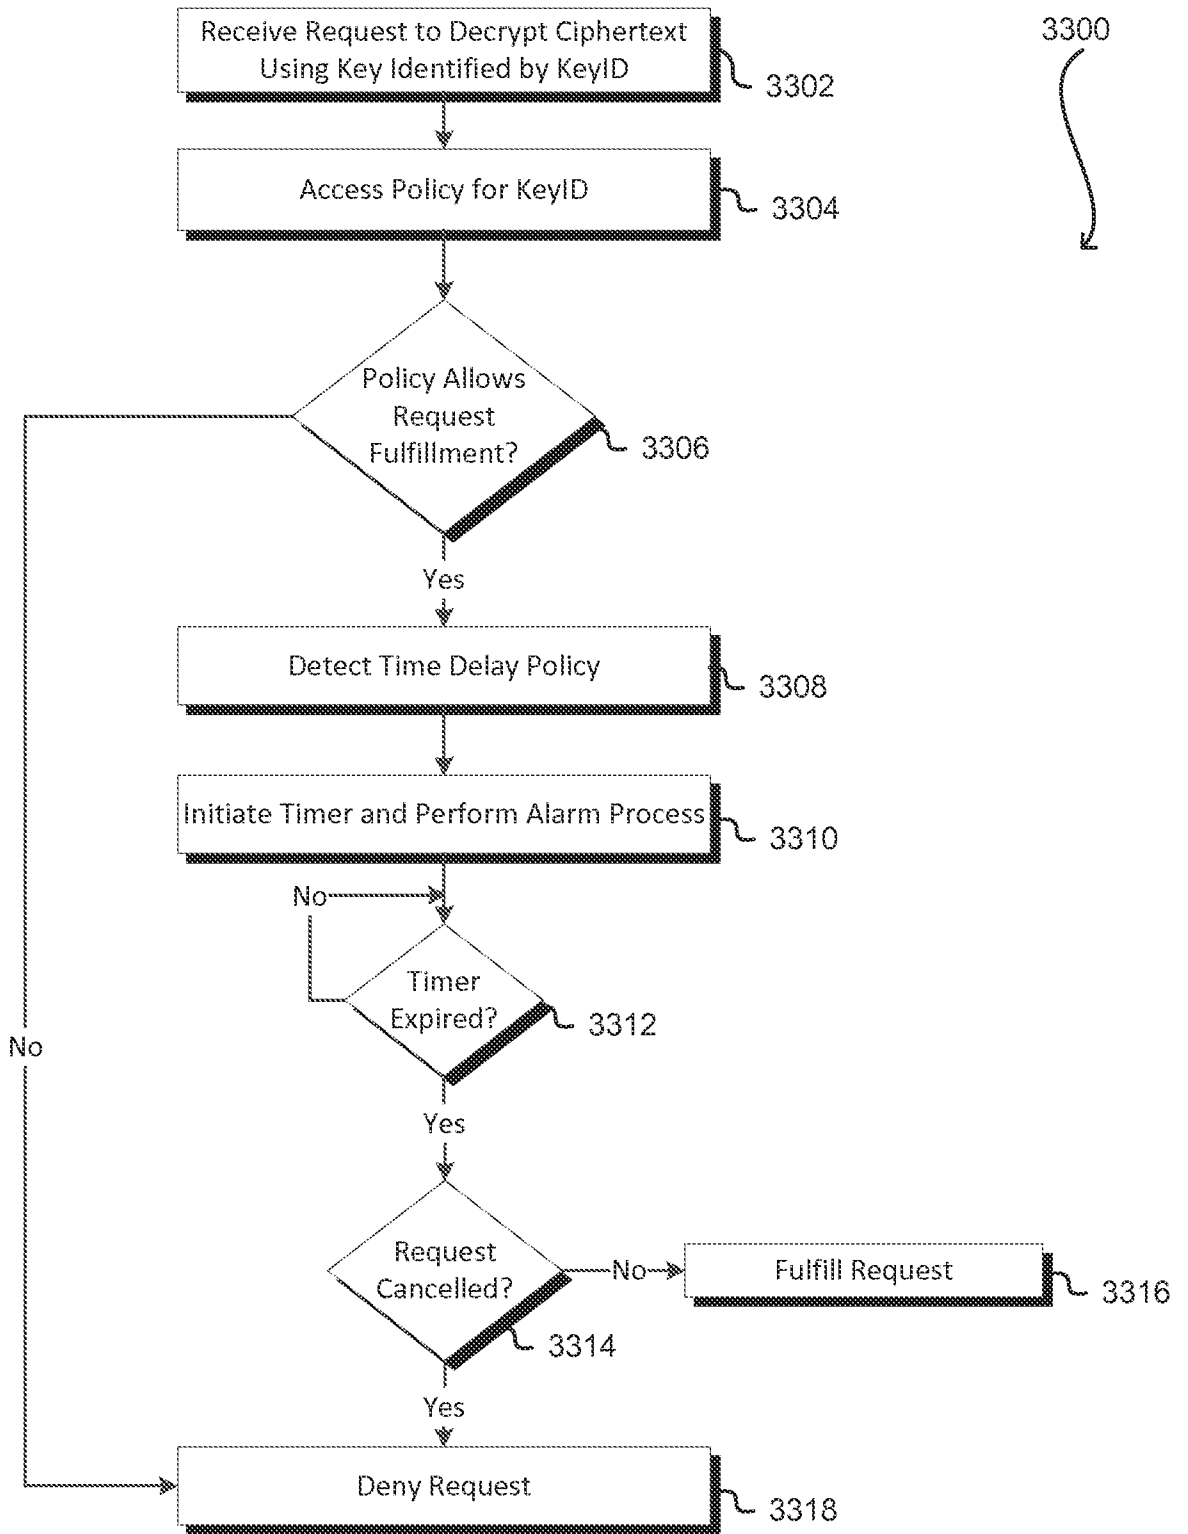 Receive Request to Decrypt Ciphertext
Using Key Identified by KeyID
3302
3300
Access Policy for KeyID
3304
Policy Allows
Request
Fulfillment?
3306
Yes
Detect Time Delay Policy
3308
Initiate Timer and Perform Alarm Process
3310
No
Timer
Expired?
3312
No
Yes
Request
Cancelled?
No
Fulfill Request
3316
3314
Yes
Deny Request
3318